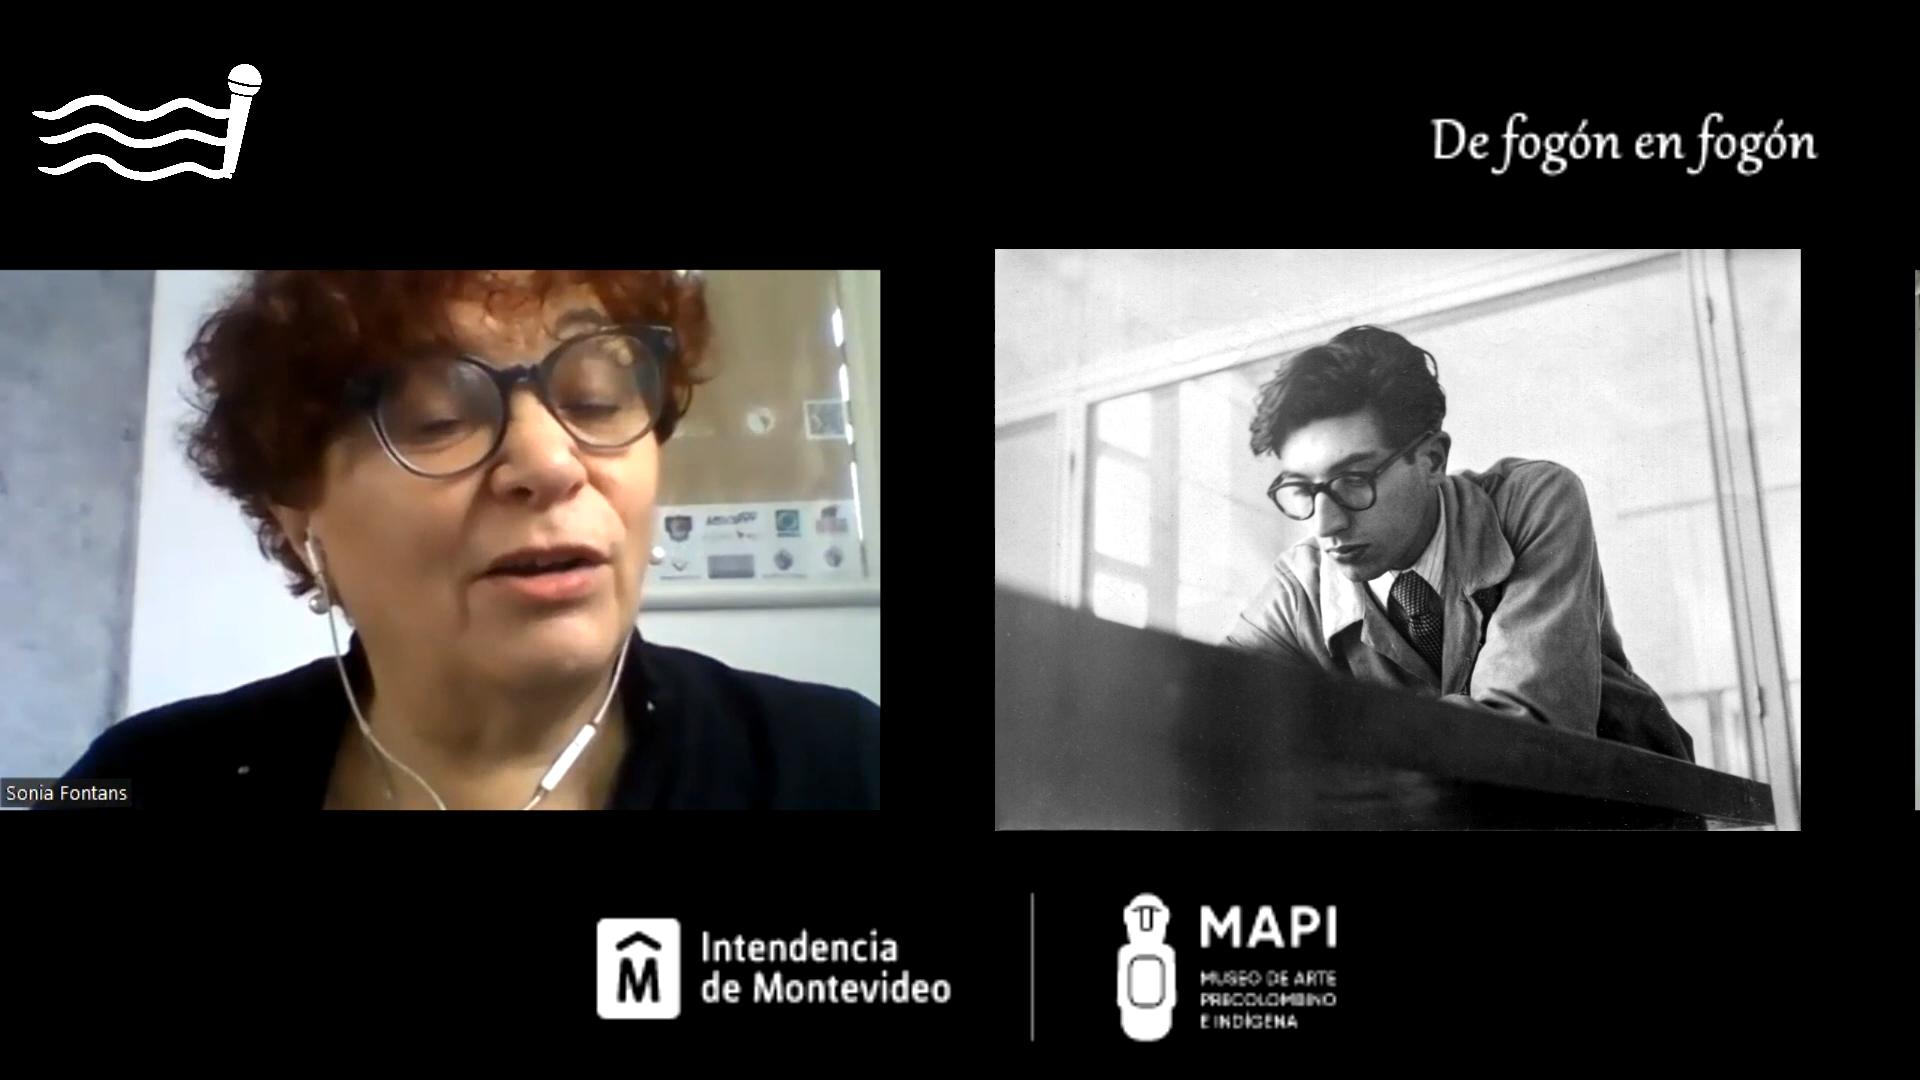 De fogón en fogón
Sonia Fontans
Intendencia
de Montevideo
MAPI
MUSEO DE ARTE
PRECOLOMBINO
E INDÍGENA